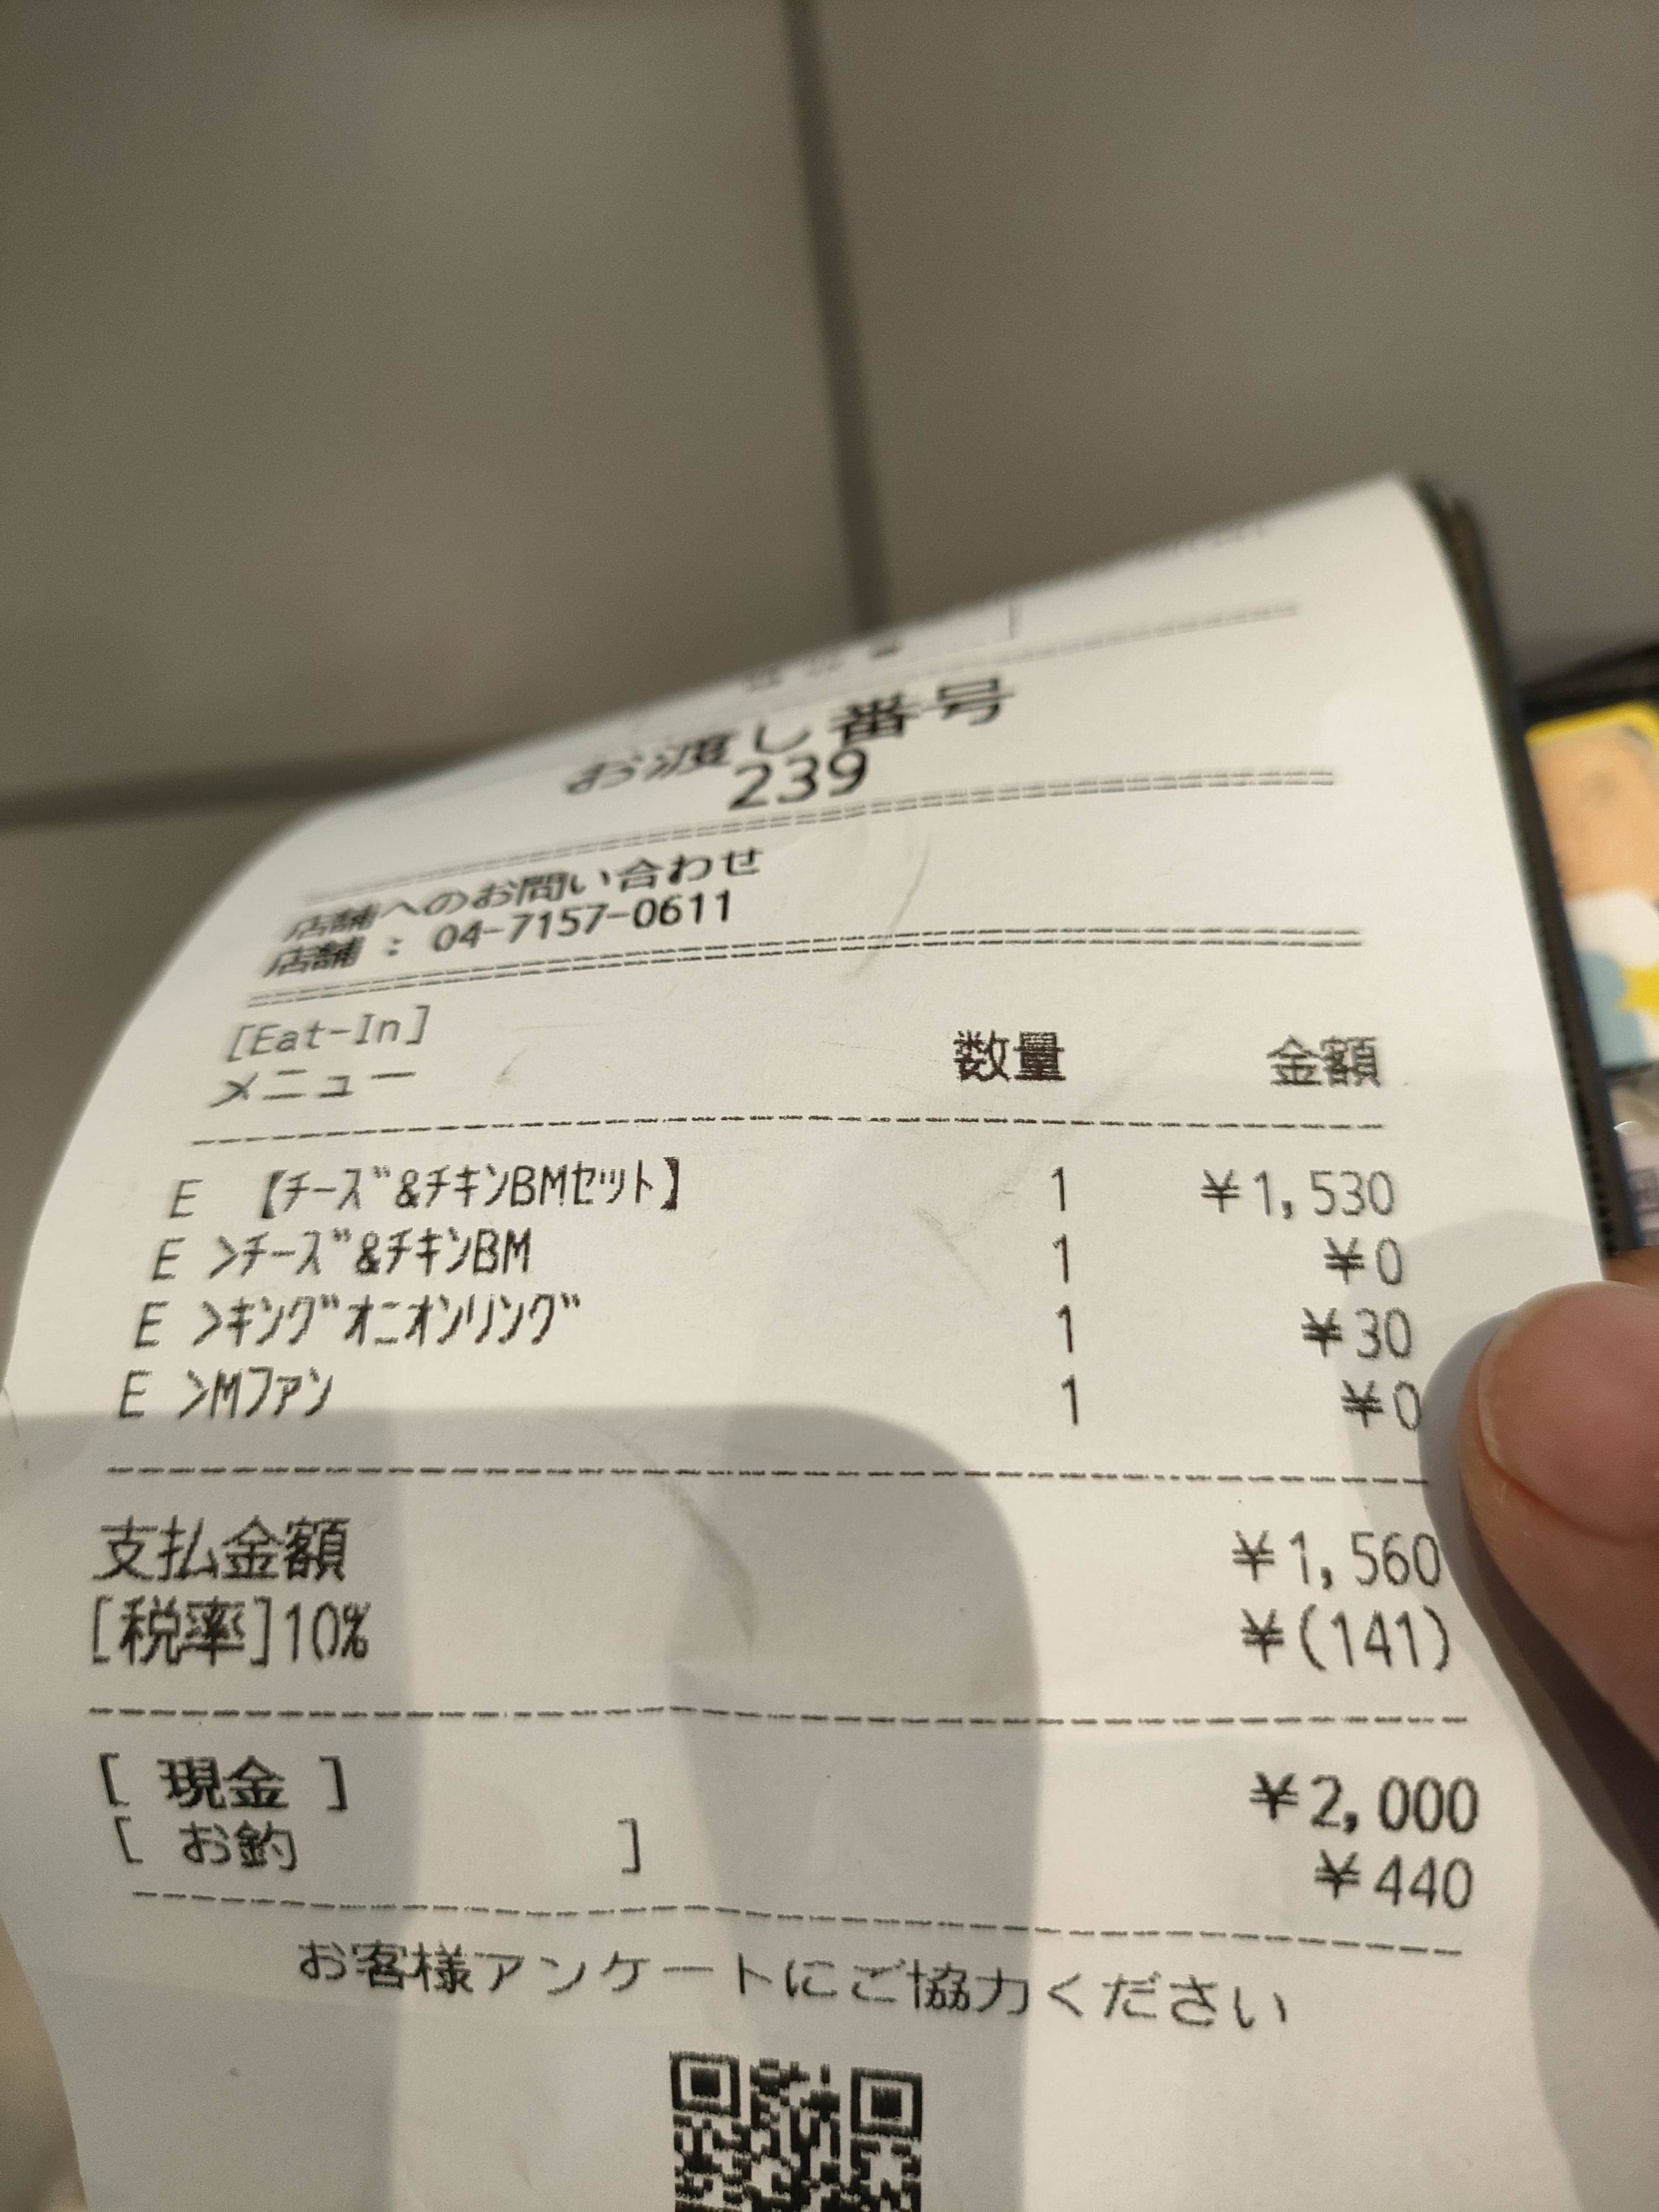 お渡し番号
239
店舗へのお問い合わせ
店舗 : 04-7157-0611
[Eat-In]
メニュー 数量 金額
E 【ﾁｰｽﾞ&ﾁｷﾝBMｾｯﾄ】 1 ¥1,530
E >ﾁｰｽﾞ&ﾁｷﾝBM 1 ¥0
E >ｷﾝｸﾞｵﾆｵﾝﾘﾝｸﾞ 1 ¥30
E >Mﾌｧﾝ 1 ¥0
支払金額 ¥1,560
[税率]10% ¥(141)
[ 現金 ] ¥2,000
[ お釣 ] ¥440
お客様アンケートにご協力ください